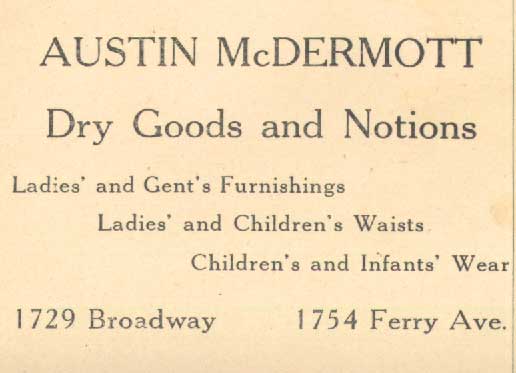 AUSTIN McDERMOTT
Dry Goods and Notions
Ladies' and Gent's Furnishings
Ladies' and Children's Waists
Children's and Infants' Wear
1729 Broadway 1754 Ferry Ave.